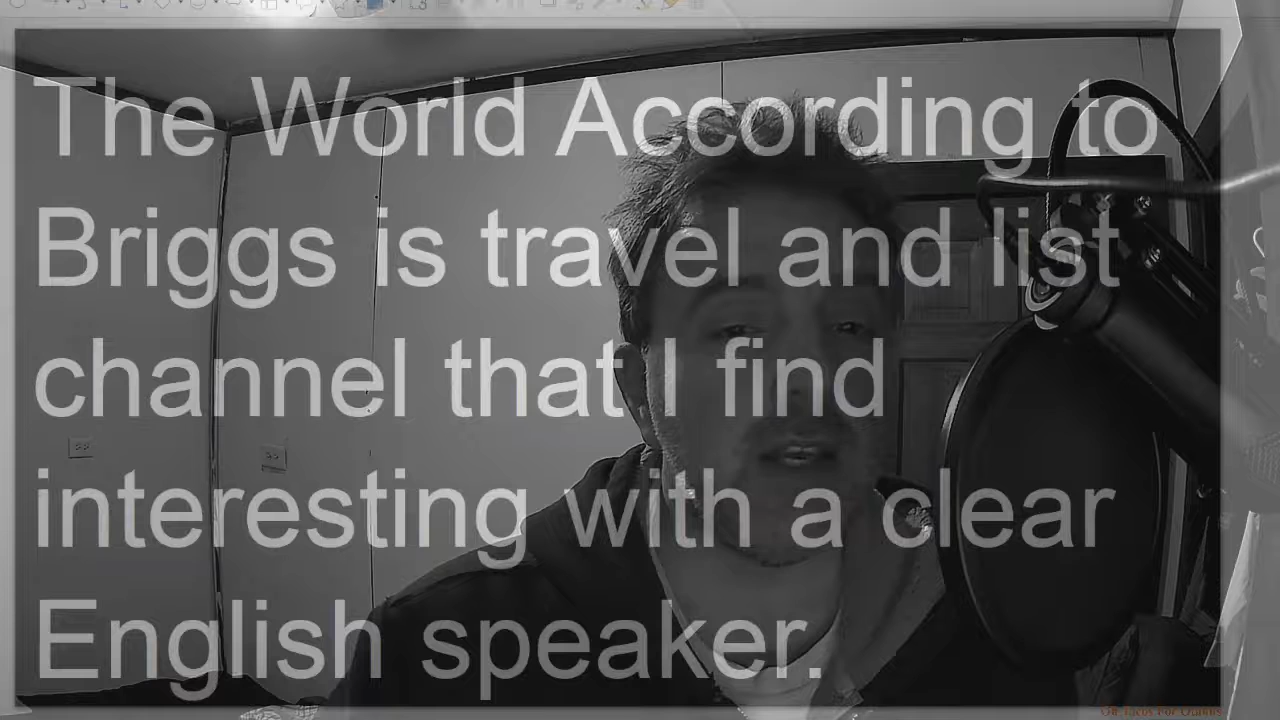 The World According to
Briggs is travel and list
channel that I find
interesting with a clear
English speaker.